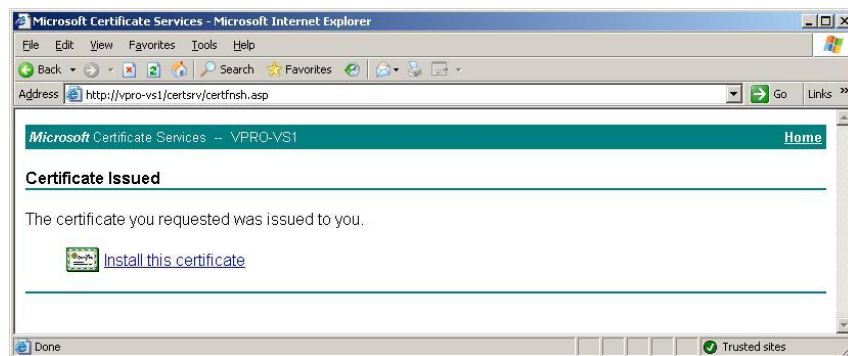 Microsoft Certificate Services - Microsoft Internet Explorer
File Edit View Favorites Tools Help
Back Search Favorites
Address http://vpro-vs1/certsrv/certfnsh.asp Go Links »
Microsoft Certificate Services -- VPRO-VS1 Home
Certificate Issued
The certificate you requested was issued to you.
Install this certificate
Done Trusted sites